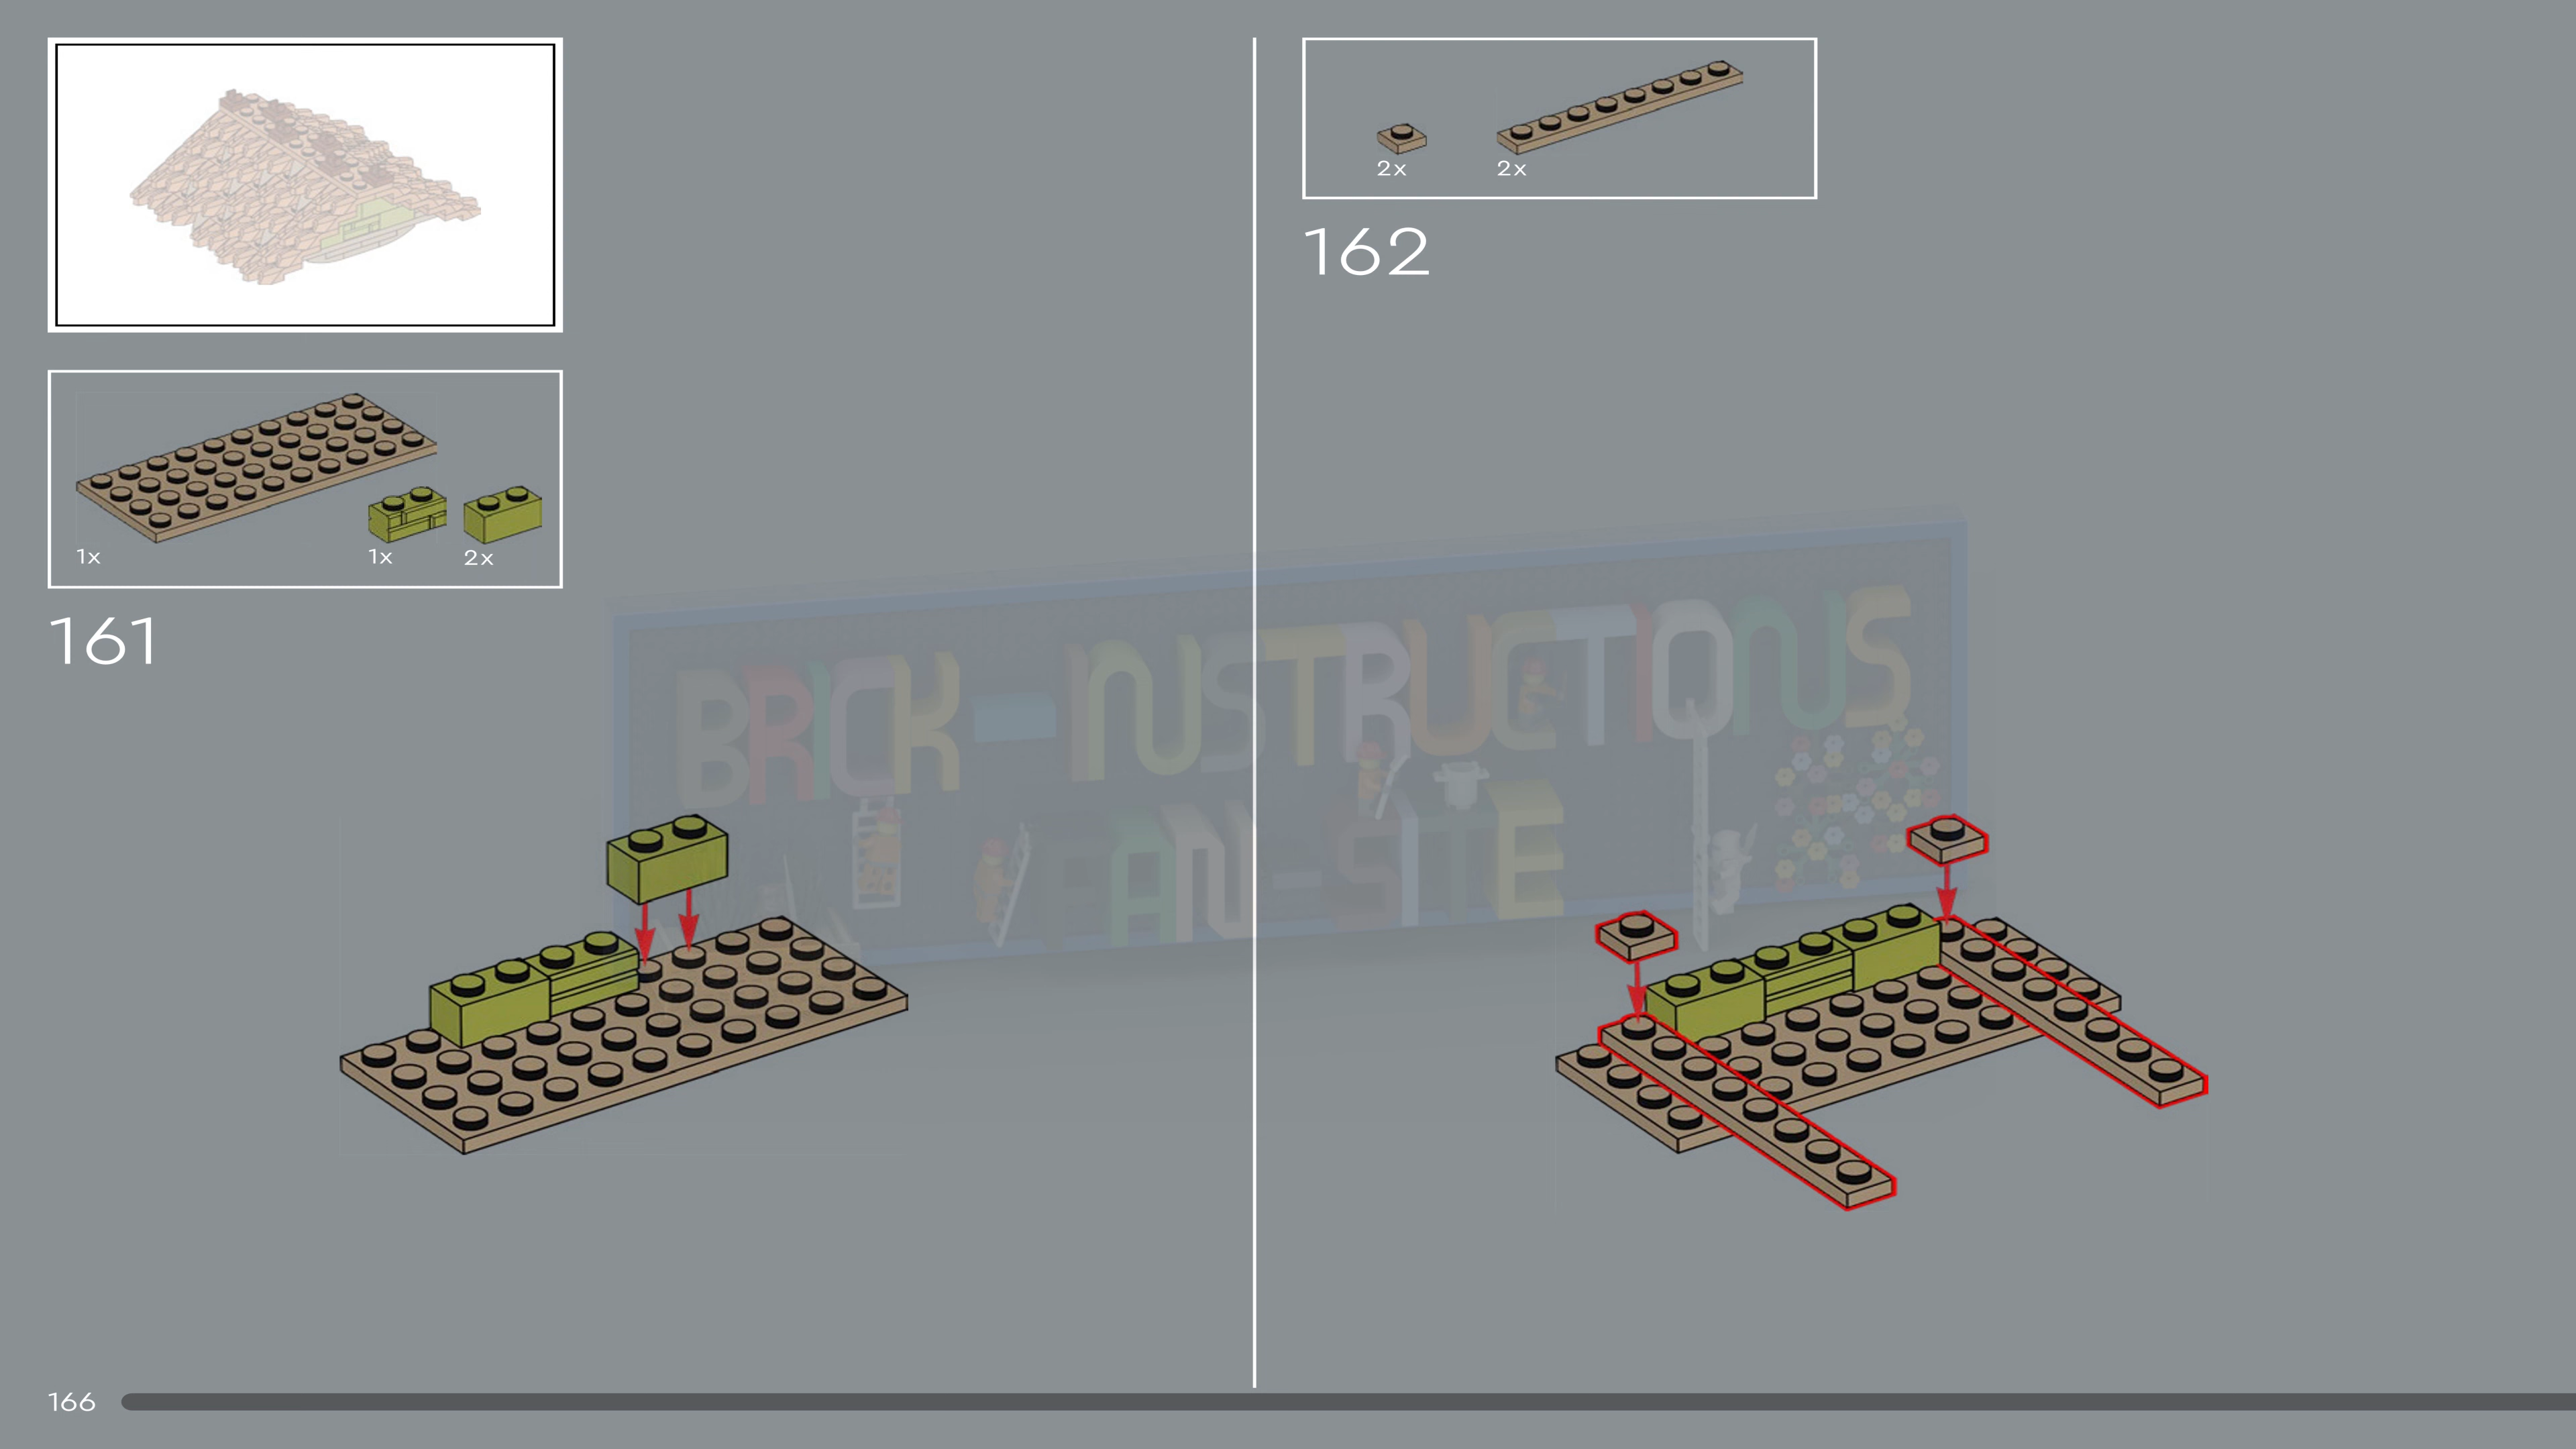 1x
1x
2x
161
2x
2x
162
BRICK-INSTRUCTIONS
FAN-SITE
166